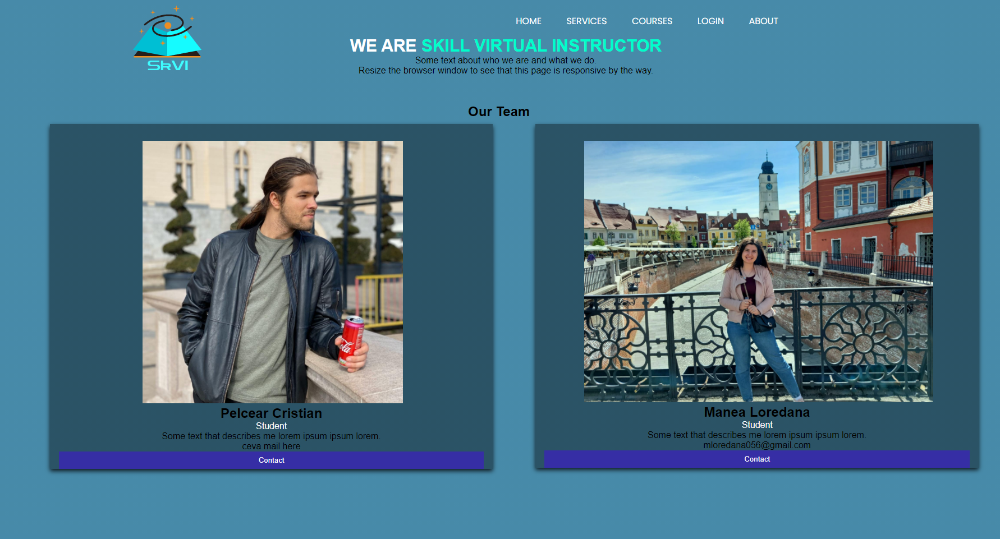 SkVI
HOME SERVICES COURSES LOGIN ABOUT
WE ARE SKILL VIRTUAL INSTRUCTOR
Some text about who we are and what we do.
Resize the browser window to see that this page is responsive by the way.
Our Team
Cola
Pelcear Cristian
Student
Some text that describes me lorem ipsum ipsum lorem.
ceva mail here
Contact
Manea Loredana
Student
Some text that describes me lorem ipsum ipsum lorem.
mloredana056@gmail.com
Contact